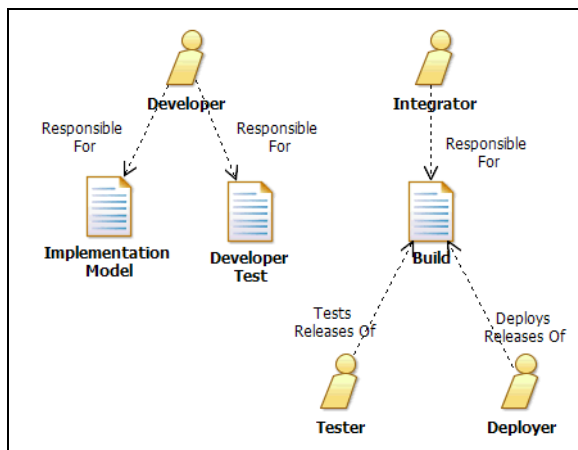 Developer
Integrator
Responsible
For
Responsible
For
Responsible
For
Implementation
Model
Developer
Test
Build
Tests
Releases Of
Deploys
Releases Of
Tester
Deployer